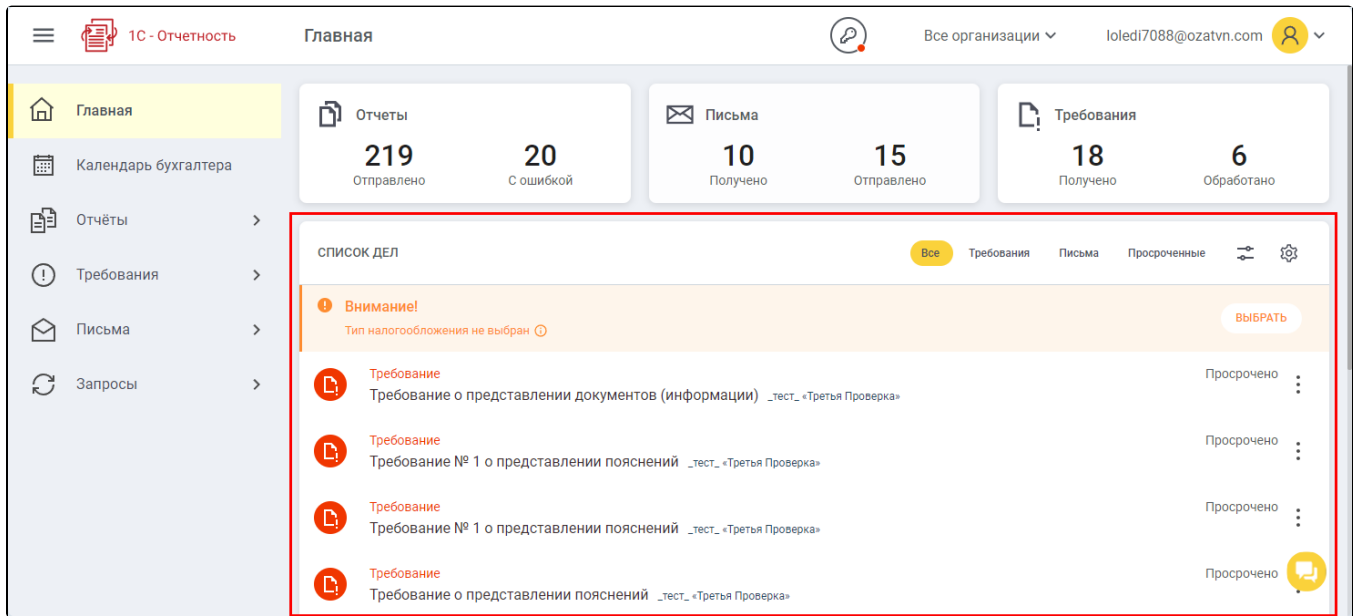 1С - Отчетность
Главная
Все организации
loledi7088@ozatvn.com
Главная
Календарь бухгалтера
Отчёты
Требования
Письма
Запросы
Отчеты
219 20
Отправлено С ошибкой
Письма
10 15
Получено Отправлено
Требования
18 6
Получено Обработано
СПИСОК ДЕЛ
Все Требования Письма Просроченные
Внимание!
Тип налогообложения не выбран
ВЫБРАТЬ
Требование Просрочено
Требование о представлении документов (информации) _тест_ «Третья Проверка»
Требование Просрочено
Требование № 1 о представлении пояснений _тест_ «Третья Проверка»
Требование Просрочено
Требование № 1 о представлении пояснений _тест_ «Третья Проверка»
Требование Просрочено
Требование о представлении пояснений _тест_ «Третья Проверка»